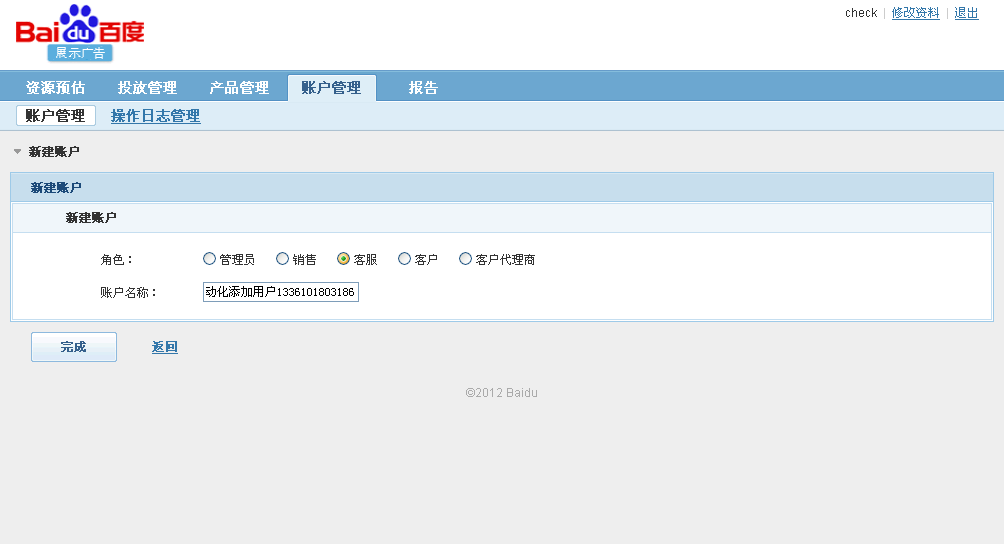 check | 修改资料 | 退出
Bai du 百度
展示广告
资源预估 投放管理 产品管理 账户管理 报告
账户管理 操作日志管理
新建账户
新建账户
新建账户
角色： 管理员 销售 客服 客户 客户代理商
账户名称： 动化添加用户1336101803186
完成 返回
©2012 Baidu